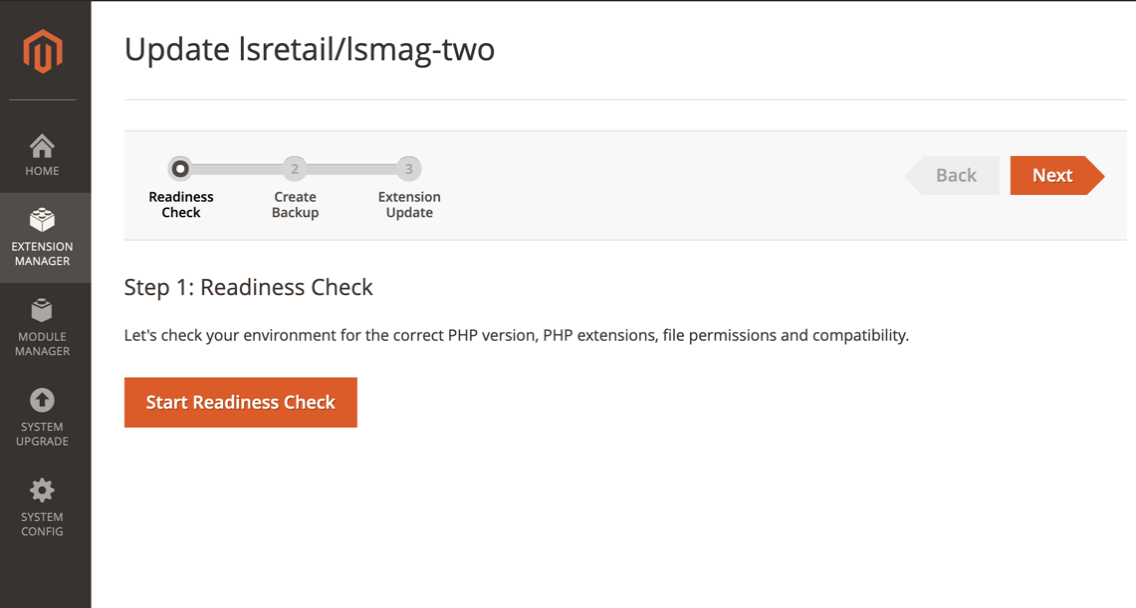 Update lsretail/lsmag-two
HOME
EXTENSION
MANAGER
MODULE
MANAGER
SYSTEM
UPGRADE
SYSTEM
CONFIG
2
3
Readiness
Check
Create
Backup
Extension
Update
Back
Next
Step 1: Readiness Check
Let's check your environment for the correct PHP version, PHP extensions, file permissions and compatibility.
Start Readiness Check